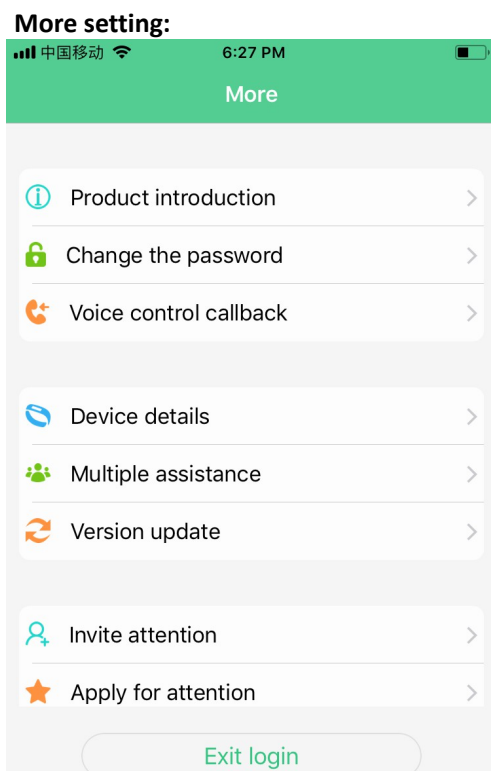 More setting:
中国移动 6:27 PM
More
Product introduction
Change the password
Voice control callback
Device details
Multiple assistance
Version update
Invite attention
Apply for attention
Exit login